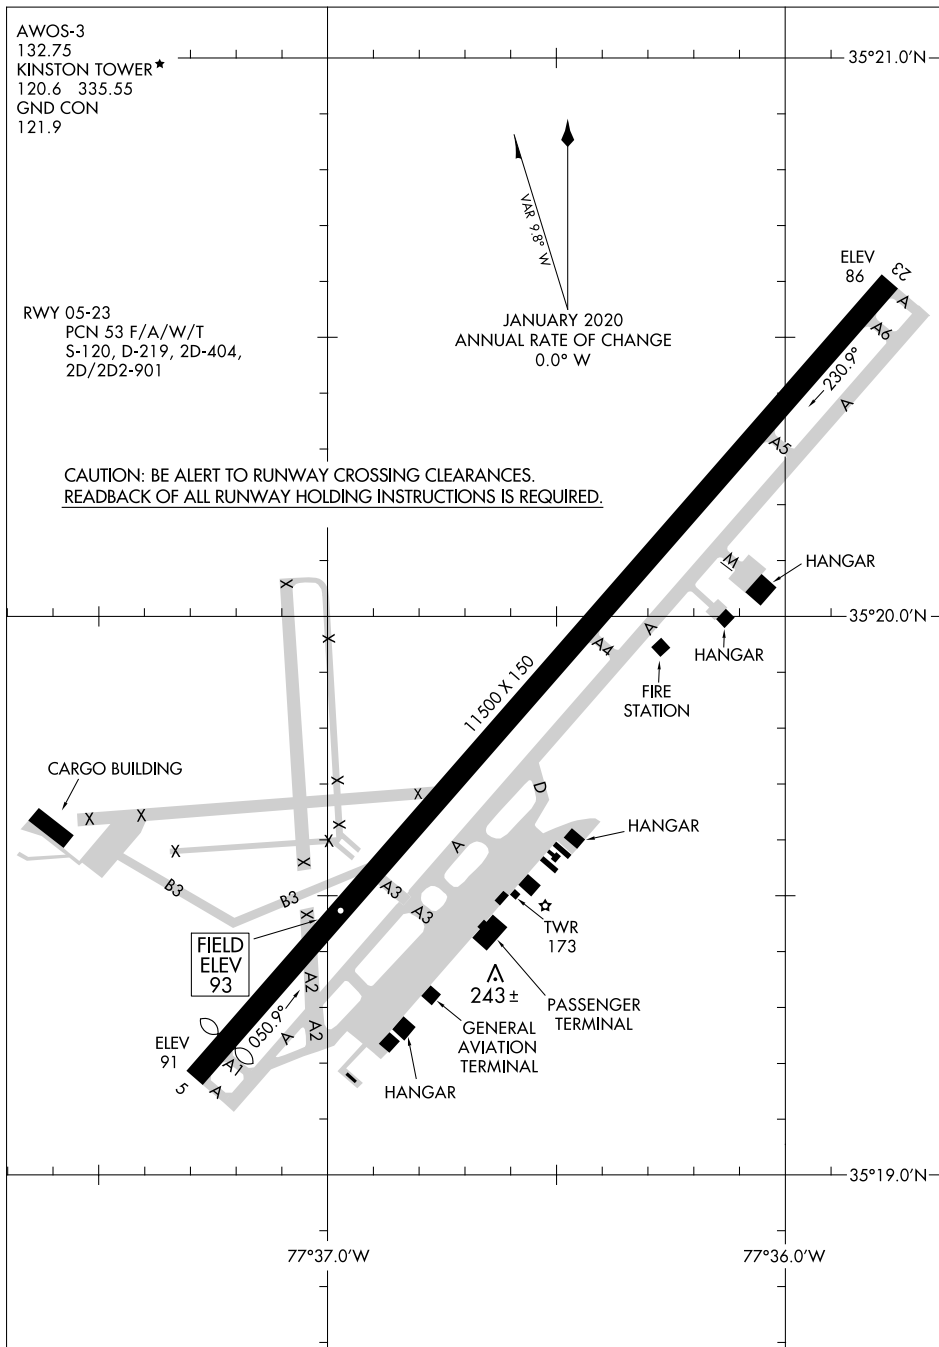 AWOS-3
132.75
KINSTON TOWER★
120.6 335.55
GND CON
121.9
35°21.0'N
VAR 9.8° W
JANUARY 2020
ANNUAL RATE OF CHANGE
0.0° W
ELEV
86
23
A
A6
RWY 05-23
PCN 53 F/A/W/T
S-120, D-219, 2D-404,
2D/2D2-901
230.9°
A
A5
CAUTION: BE ALERT TO RUNWAY CROSSING CLEARANCES.
READBACK OF ALL RUNWAY HOLDING INSTRUCTIONS IS REQUIRED.
M
HANGAR
X
35°20.0'N
X
A
A4
HANGAR
11500 X 150
FIRE
STATION
CARGO BUILDING
X
D
X
X
X
X
HANGAR
X
X
A
X
B3
A3
B3
A3
X
TWR
173
FIELD
ELEV
93
A2
243±
PASSENGER
TERMINAL
050.9°
A2
A
GENERAL
AVIATION
TERMINAL
ELEV
91
A1
HANGAR
A
5
35°19.0'N
77°37.0'W
77°36.0'W